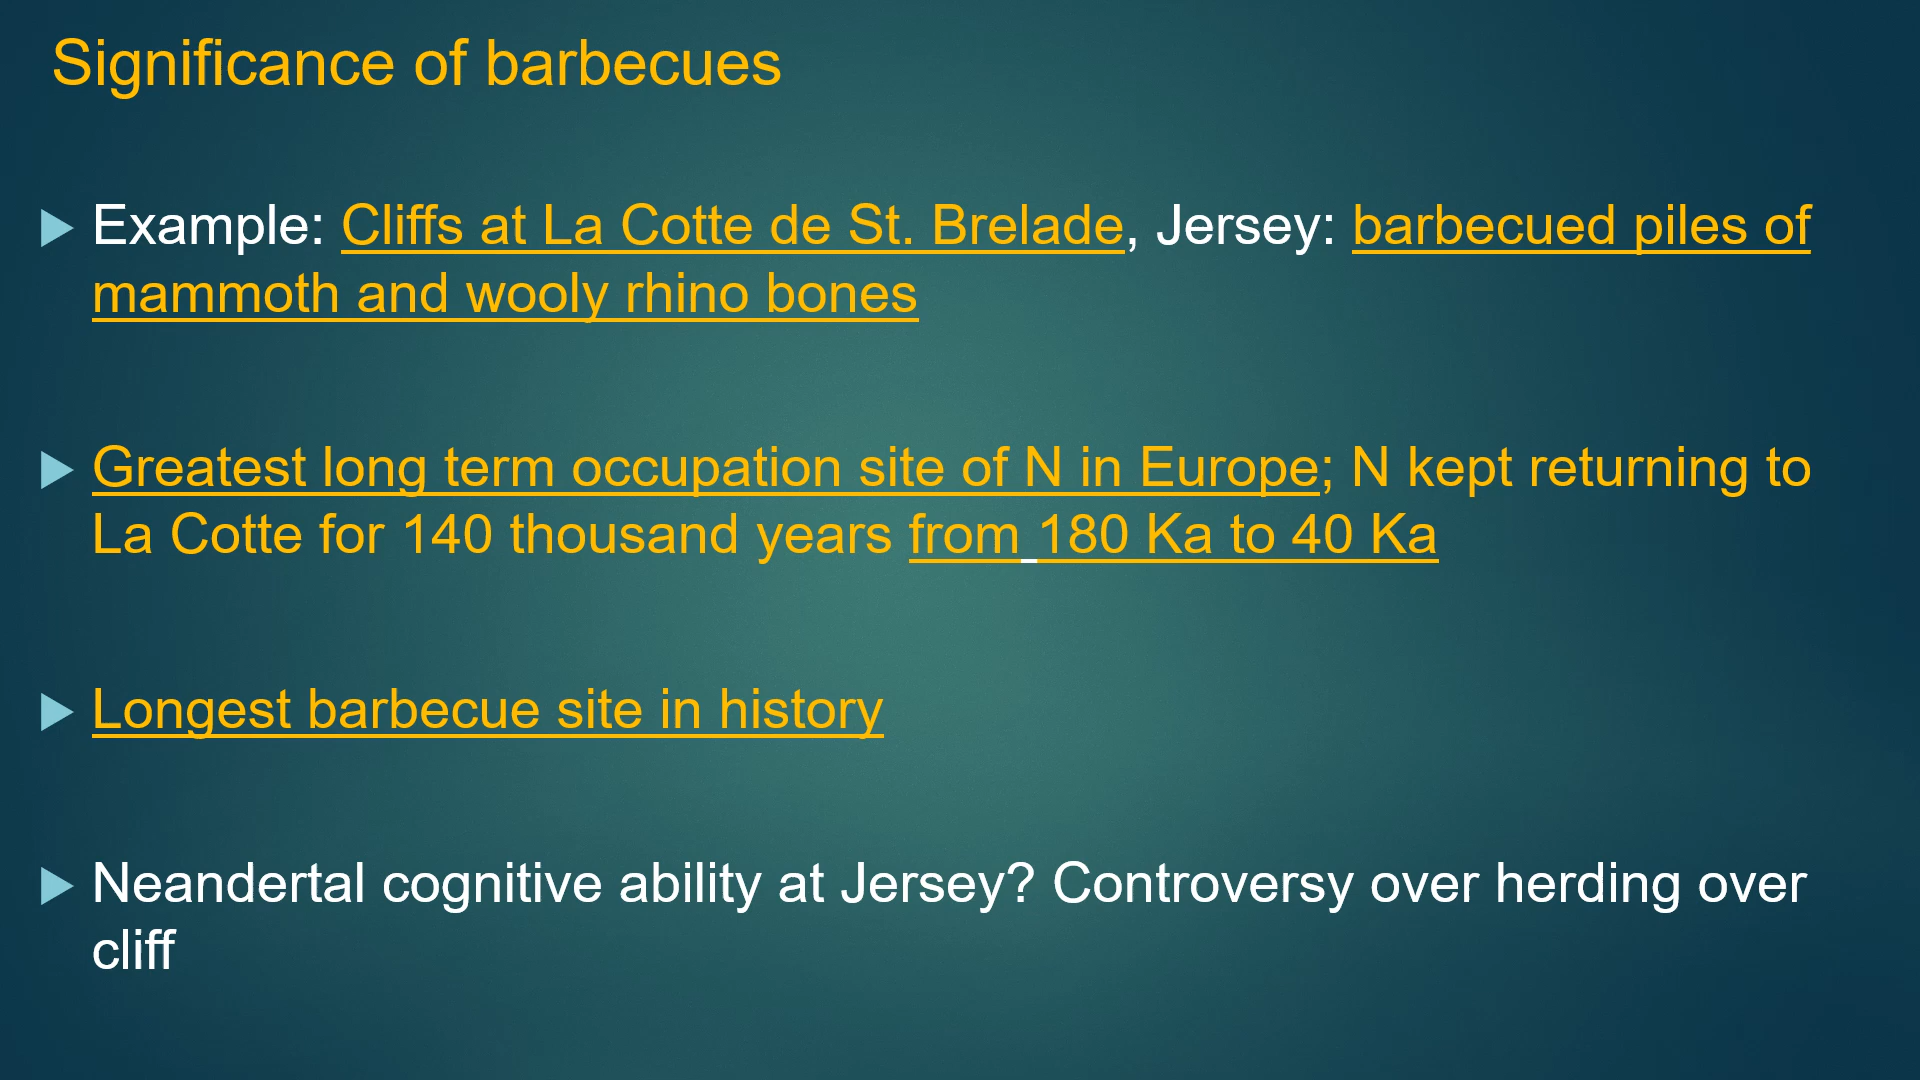 Significance of barbecues
Example: Cliffs at La Cotte de St. Brelade, Jersey: barbecued piles of
mammoth and wooly rhino bones
Greatest long term occupation site of N in Europe; N kept returning to
La Cotte for 140 thousand years from 180 Ka to 40 Ka
Longest barbecue site in history
Neandertal cognitive ability at Jersey? Controversy over herding over
cliff